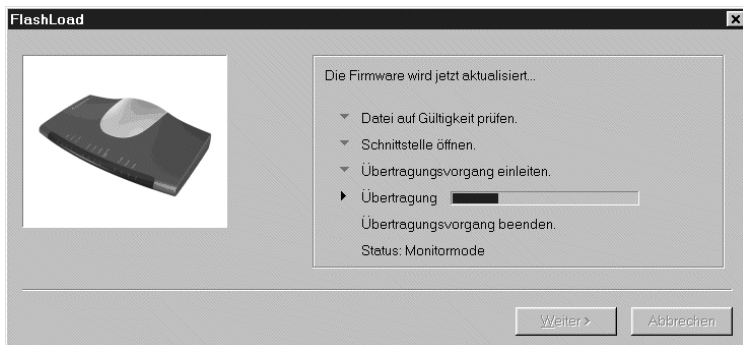 FlashLoad
Die Firmware wird jetzt aktualisiert...
Datei auf Gültigkeit prüfen.
Schnittstelle öffnen.
Übertragungsvorgang einleiten.
Übertragung
Übertragungsvorgang beenden.
Status: Monitormode
Weiter >
Abbrechen